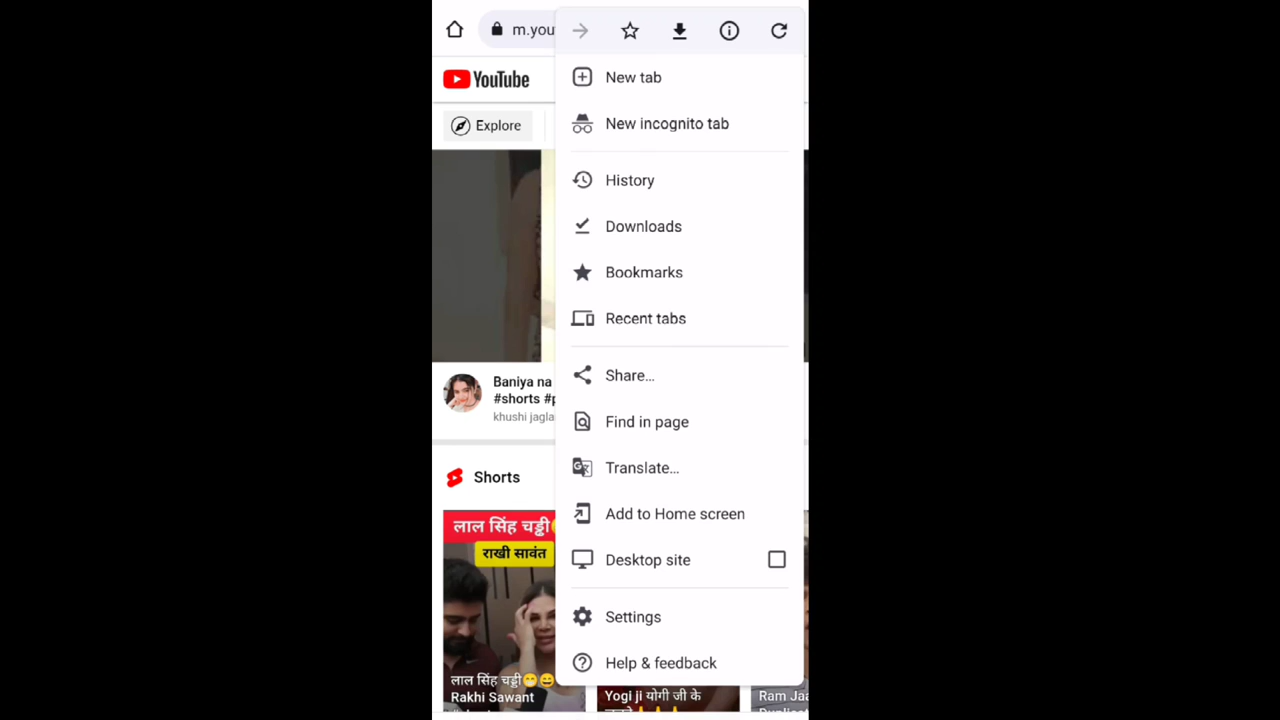 m.you
YouTube
Explore
New tab
New incognito tab
History
Downloads
Bookmarks
Recent tabs
Share...
Find in page
Translate...
Add to Home screen
Desktop site
Settings
Help & feedback
Baniya na
#shorts #p
khushi jagla
Shorts
लाल सिंह चड्ढी
राखी सावंत
लाल सिंह चड्ढी😁😄
Rakhi Sawant
Yogi ji योगी जी के
Ram Jaa